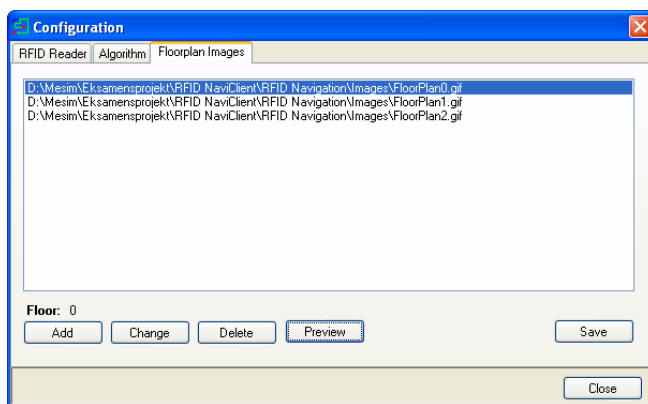 Configuration
RFID Reader Algorithm Floorplan Images
D:\Mesim\Eksamensprojekt\RFID NaviClient\RFID Navigation\Images\FloorPlan0.gif
D:\Mesim\Eksamensprojekt\RFID NaviClient\RFID Navigation\Images\FloorPlan1.gif
D:\Mesim\Eksamensprojekt\RFID NaviClient\RFID Navigation\Images\FloorPlan2.gif
Floor: 0
Add Change Delete Preview Save
Close